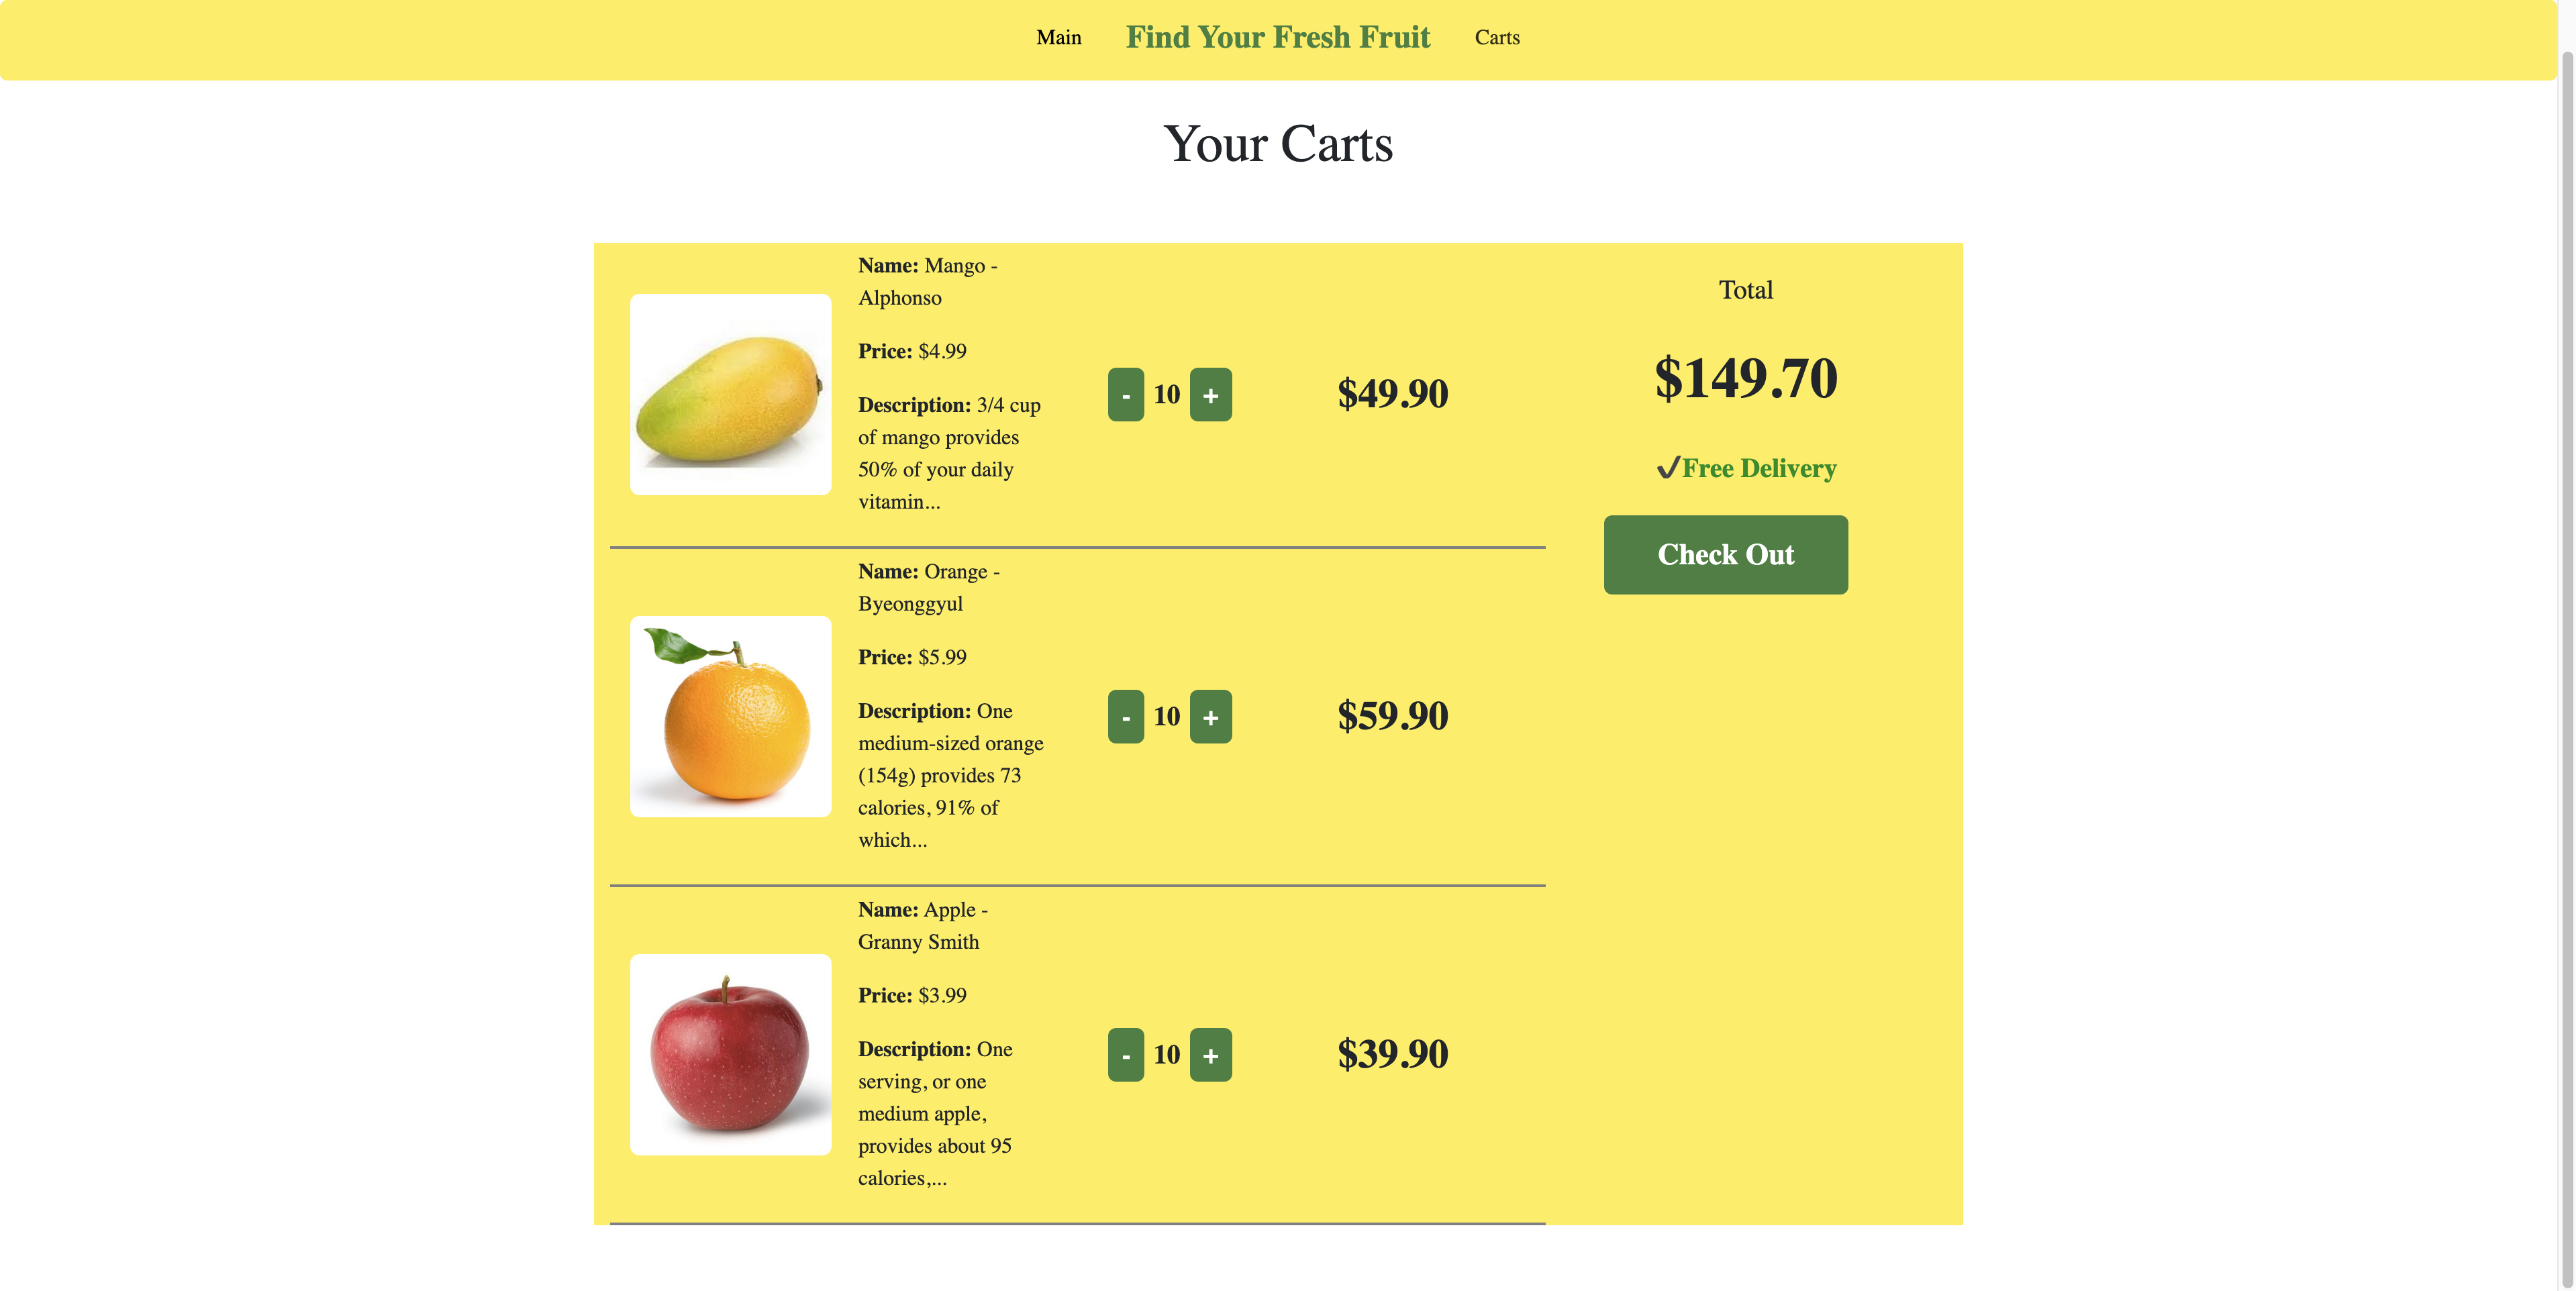 Main Find Your Fresh Fruit Carts
Your Carts
Name: Mango -
Alphonso
Price: $4.99
Description: 3/4 cup
of mango provides
50% of your daily
vitamin...
- 10 +
$49.90
Name: Orange -
Byeonggyul
Price: $5.99
Description: One
medium-sized orange
(154g) provides 73
calories, 91% of
which...
- 10 +
$59.90
Name: Apple -
Granny Smith
Price: $3.99
Description: One
serving, or one
medium apple,
provides about 95
calories,...
- 10 +
$39.90
Total
$149.70
✓Free Delivery
Check Out